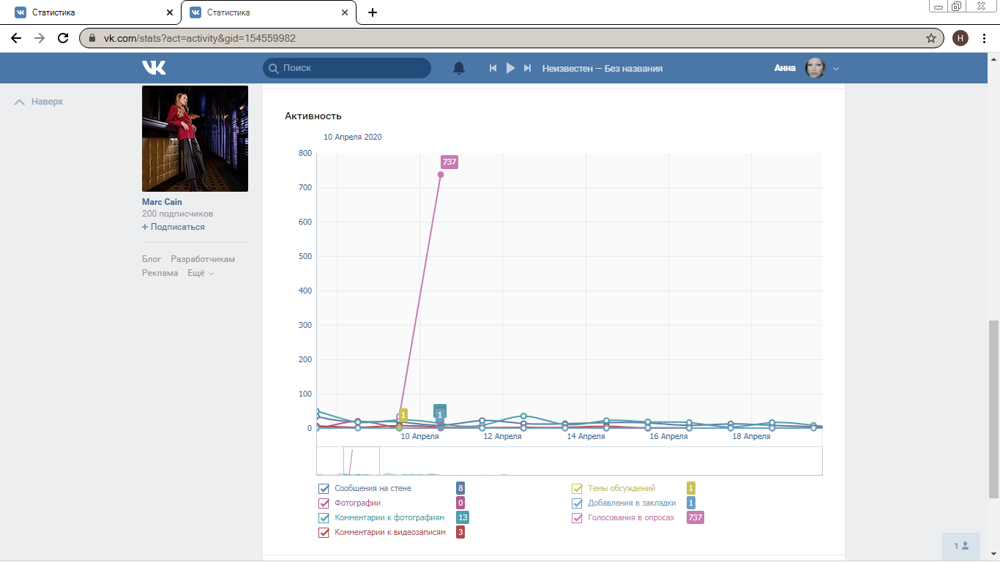 Статистика
Статистика
vk.com/stats?act=activity&gid=154559982
Н
Поиск
Неизвестен — Без названия
Анна
Наверх
Marc Cain
200 подписчиков
+ Подписаться
Блог Разработчикам
Реклама Ещё
Активность
10 Апреля 2020
800
700
600
500
400
300
200
100
0
737
1
1
10 Апреля 12 Апреля 14 Апреля 16 Апреля 18 Апреля
Сообщения на стене 8
Фотографии 0
Комментарии к фотографиям 13
Комментарии к видеозаписям 3
Темы обсуждений 1
Добавления в закладки 1
Голосования в опросах 737
1